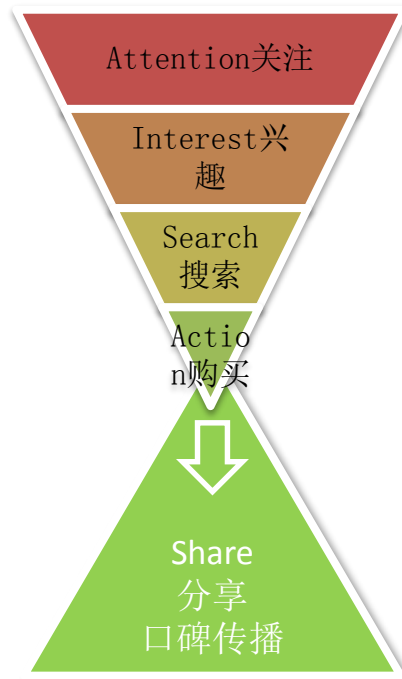 Attention关注
Interest兴
趣
Search
搜索
Actio
n购买
Share
分享
口碑传播